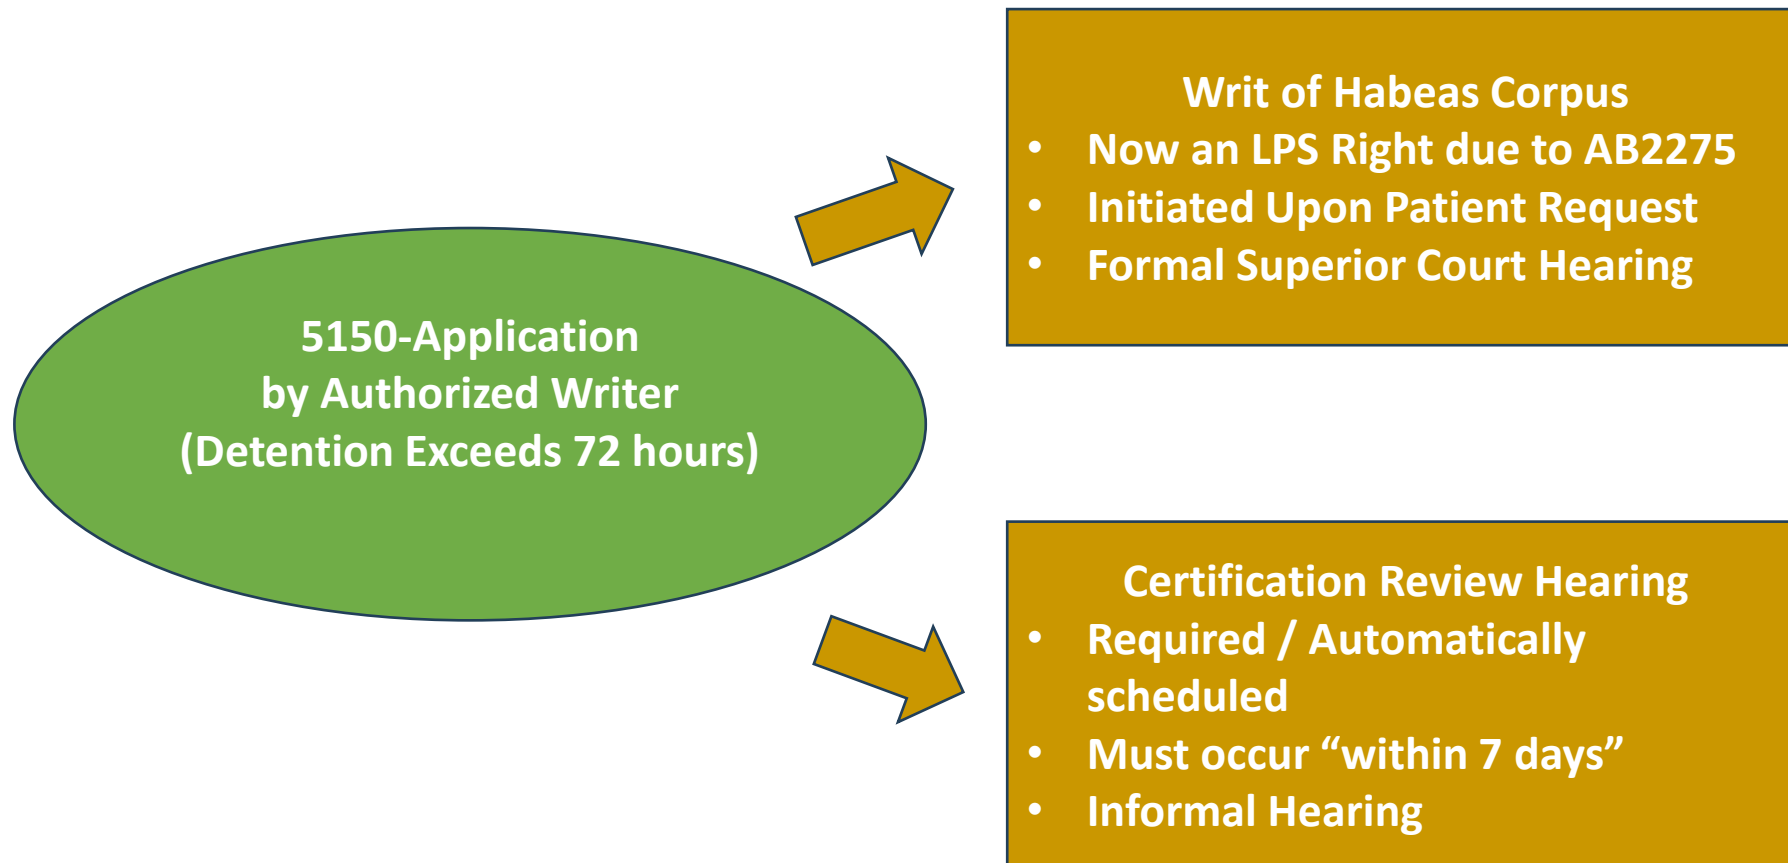 5150-Application
by Authorized Writer
(Detention Exceeds 72 hours)
Writ of Habeas Corpus
• Now an LPS Right due to AB2275
• Initiated Upon Patient Request
• Formal Superior Court Hearing
Certification Review Hearing
• Required / Automatically
scheduled
• Must occur “within 7 days”
• Informal Hearing